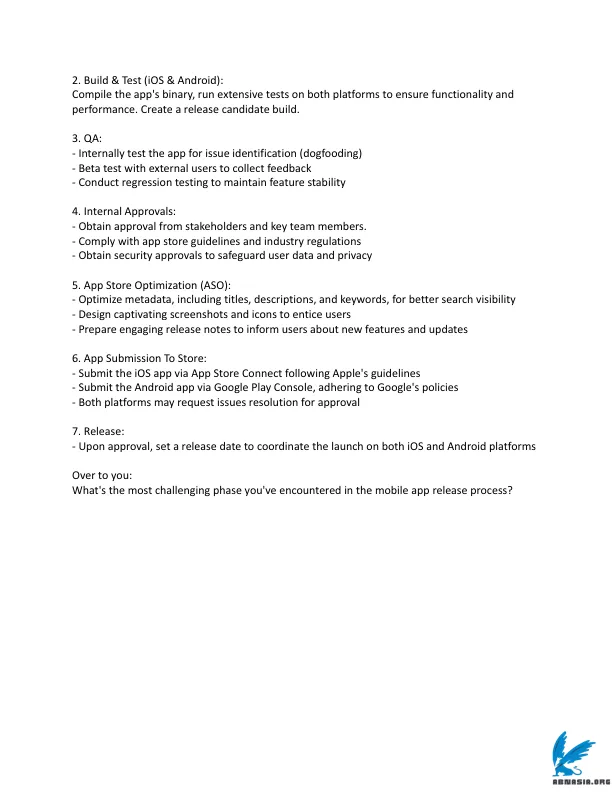 2. Build & Test (iOS & Android):
Compile the app's binary, run extensive tests on both platforms to ensure functionality and
performance. Create a release candidate build.
3. QA:
- Internally test the app for issue identification (dogfooding)
- Beta test with external users to collect feedback
- Conduct regression testing to maintain feature stability
4. Internal Approvals:
- Obtain approval from stakeholders and key team members.
- Comply with app store guidelines and industry regulations
- Obtain security approvals to safeguard user data and privacy
5. App Store Optimization (ASO):
- Optimize metadata, including titles, descriptions, and keywords, for better search visibility
- Design captivating screenshots and icons to entice users
- Prepare engaging release notes to inform users about new features and updates
6. App Submission To Store:
- Submit the iOS app via App Store Connect following Apple's guidelines
- Submit the Android app via Google Play Console, adhering to Google's policies
- Both platforms may request issues resolution for approval
7. Release:
- Upon approval, set a release date to coordinate the launch on both iOS and Android platforms
Over to you:
What's the most challenging phase you've encountered in the mobile app release process?
ABNASIA.ORG